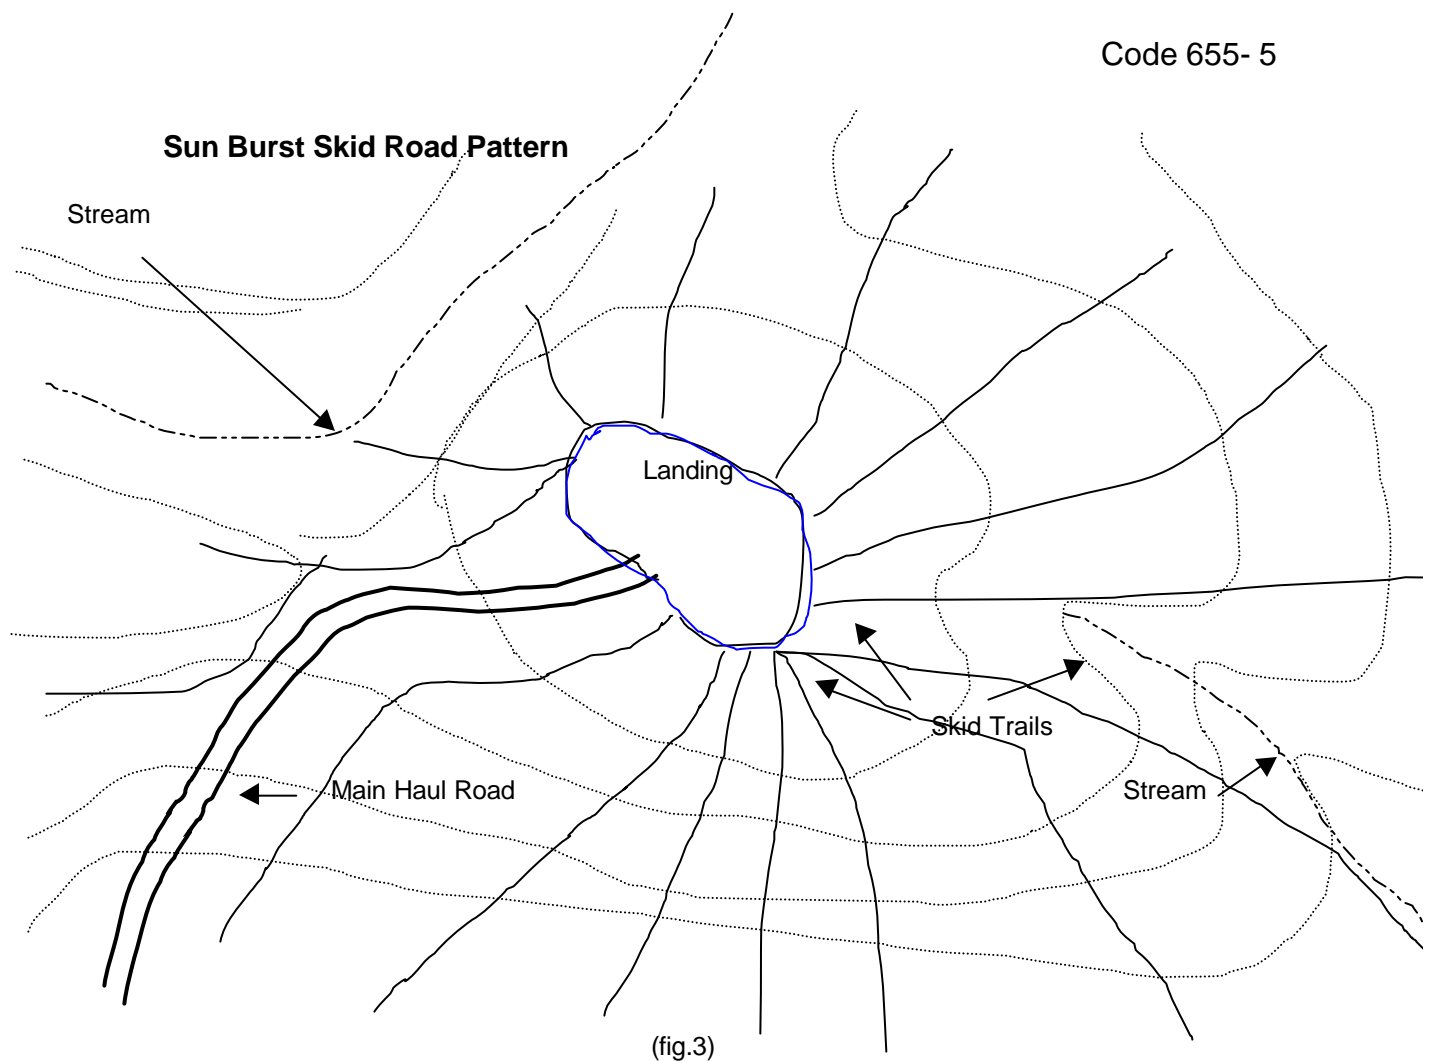 Code 655- 5
Sun Burst Skid Road Pattern
Stream
Landing
Skid Trails
Main Haul Road
Stream
(fig.3)